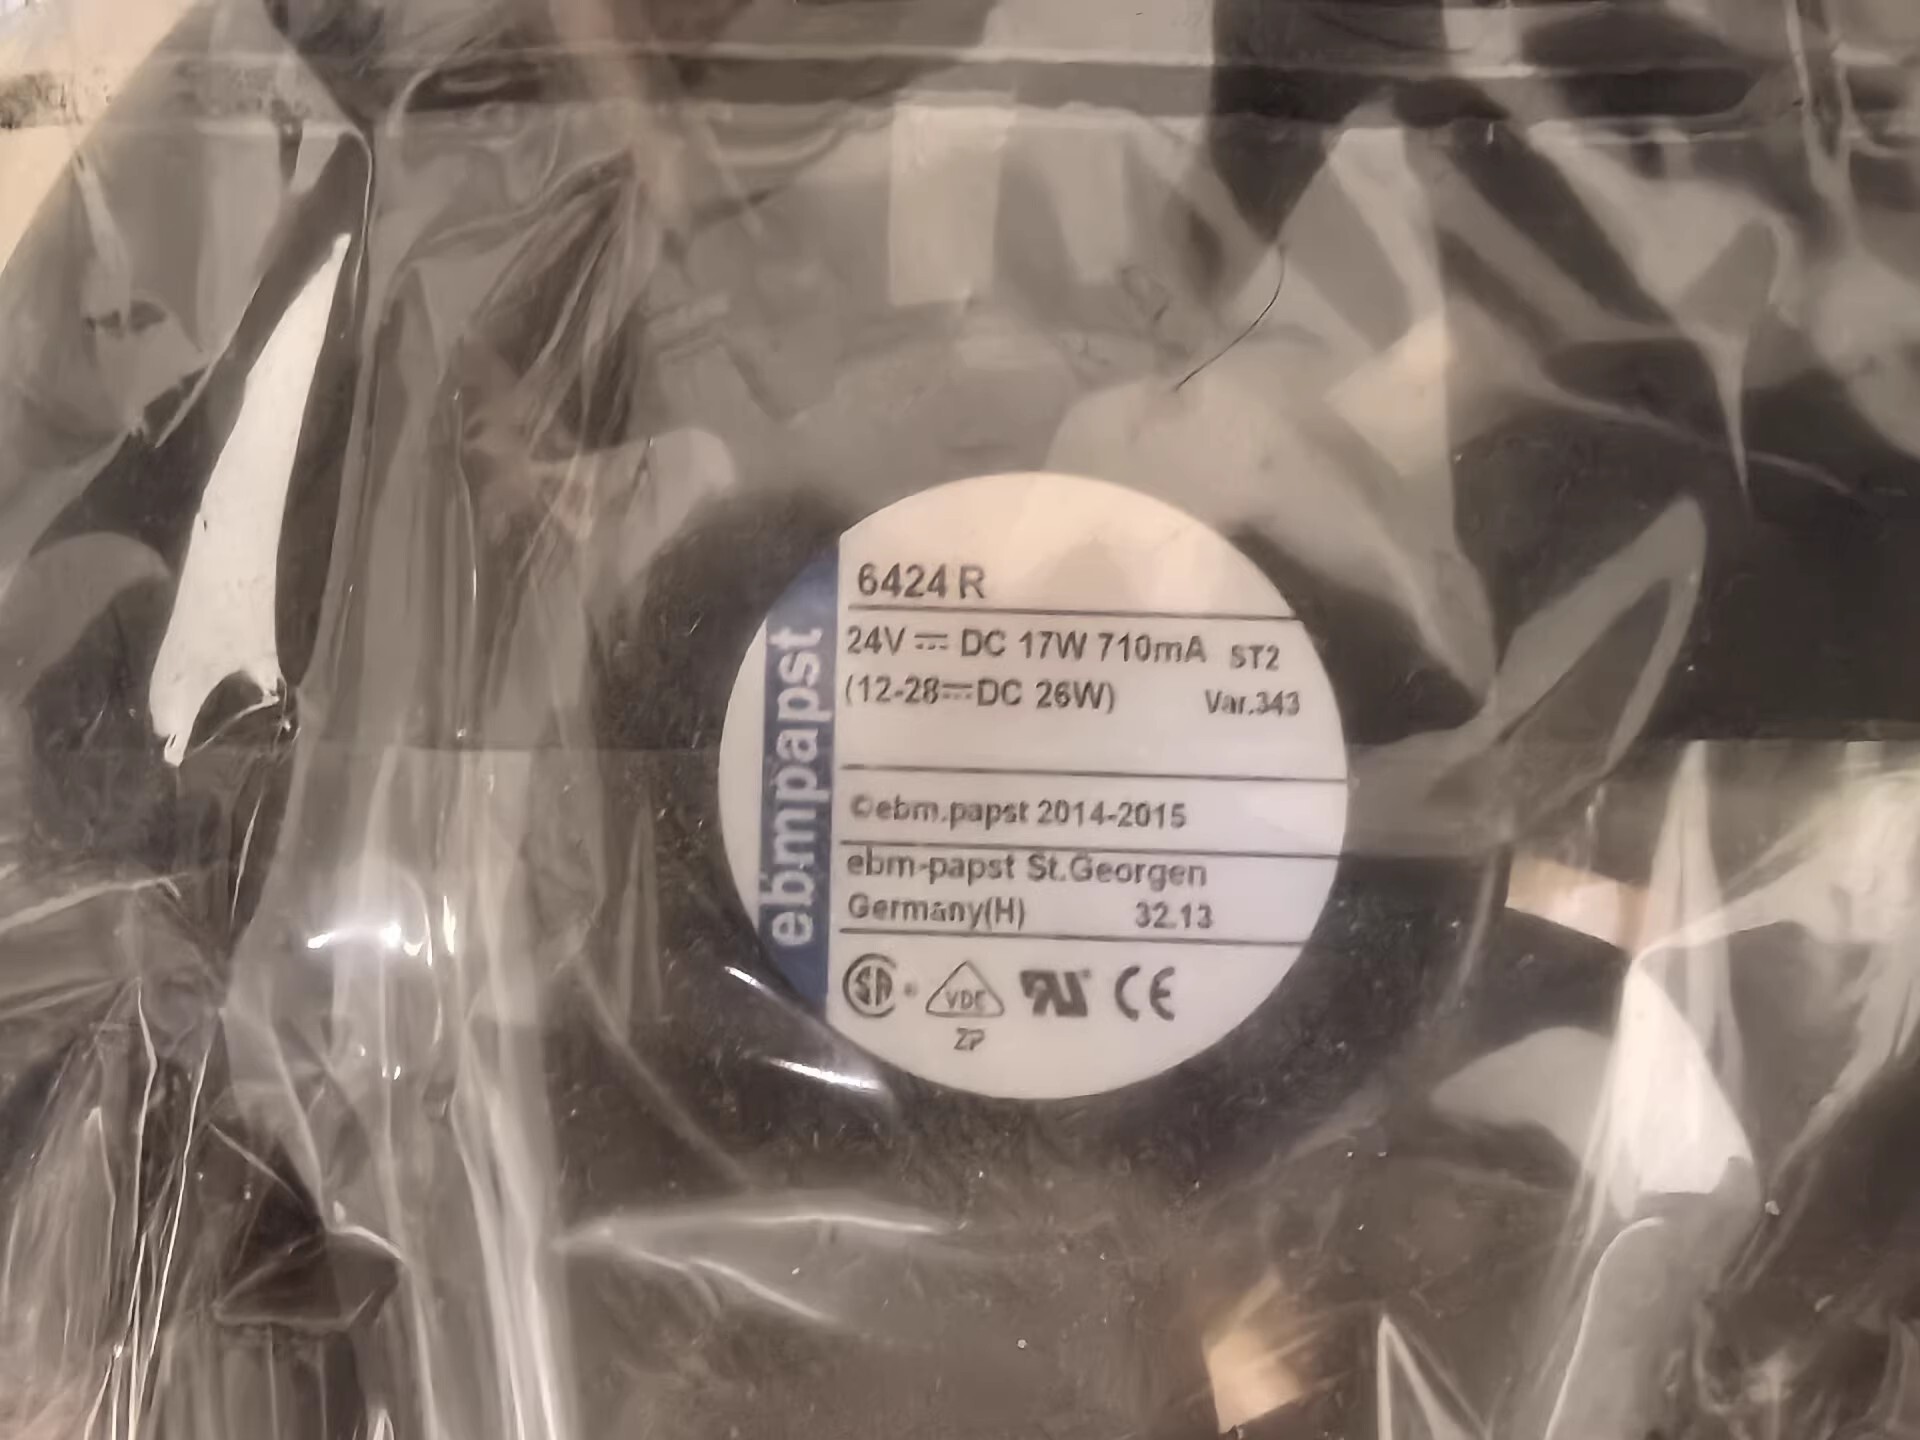 ebmpapst
6424 R
24V ⎓ DC 17W 710mA ST2
(12-28⎓DC 26W) Var.343
©ebm.papst 2014-2015
ebm-papst St.Georgen
Germany(H) 32.13
SA ®
VDE
ZP
CE